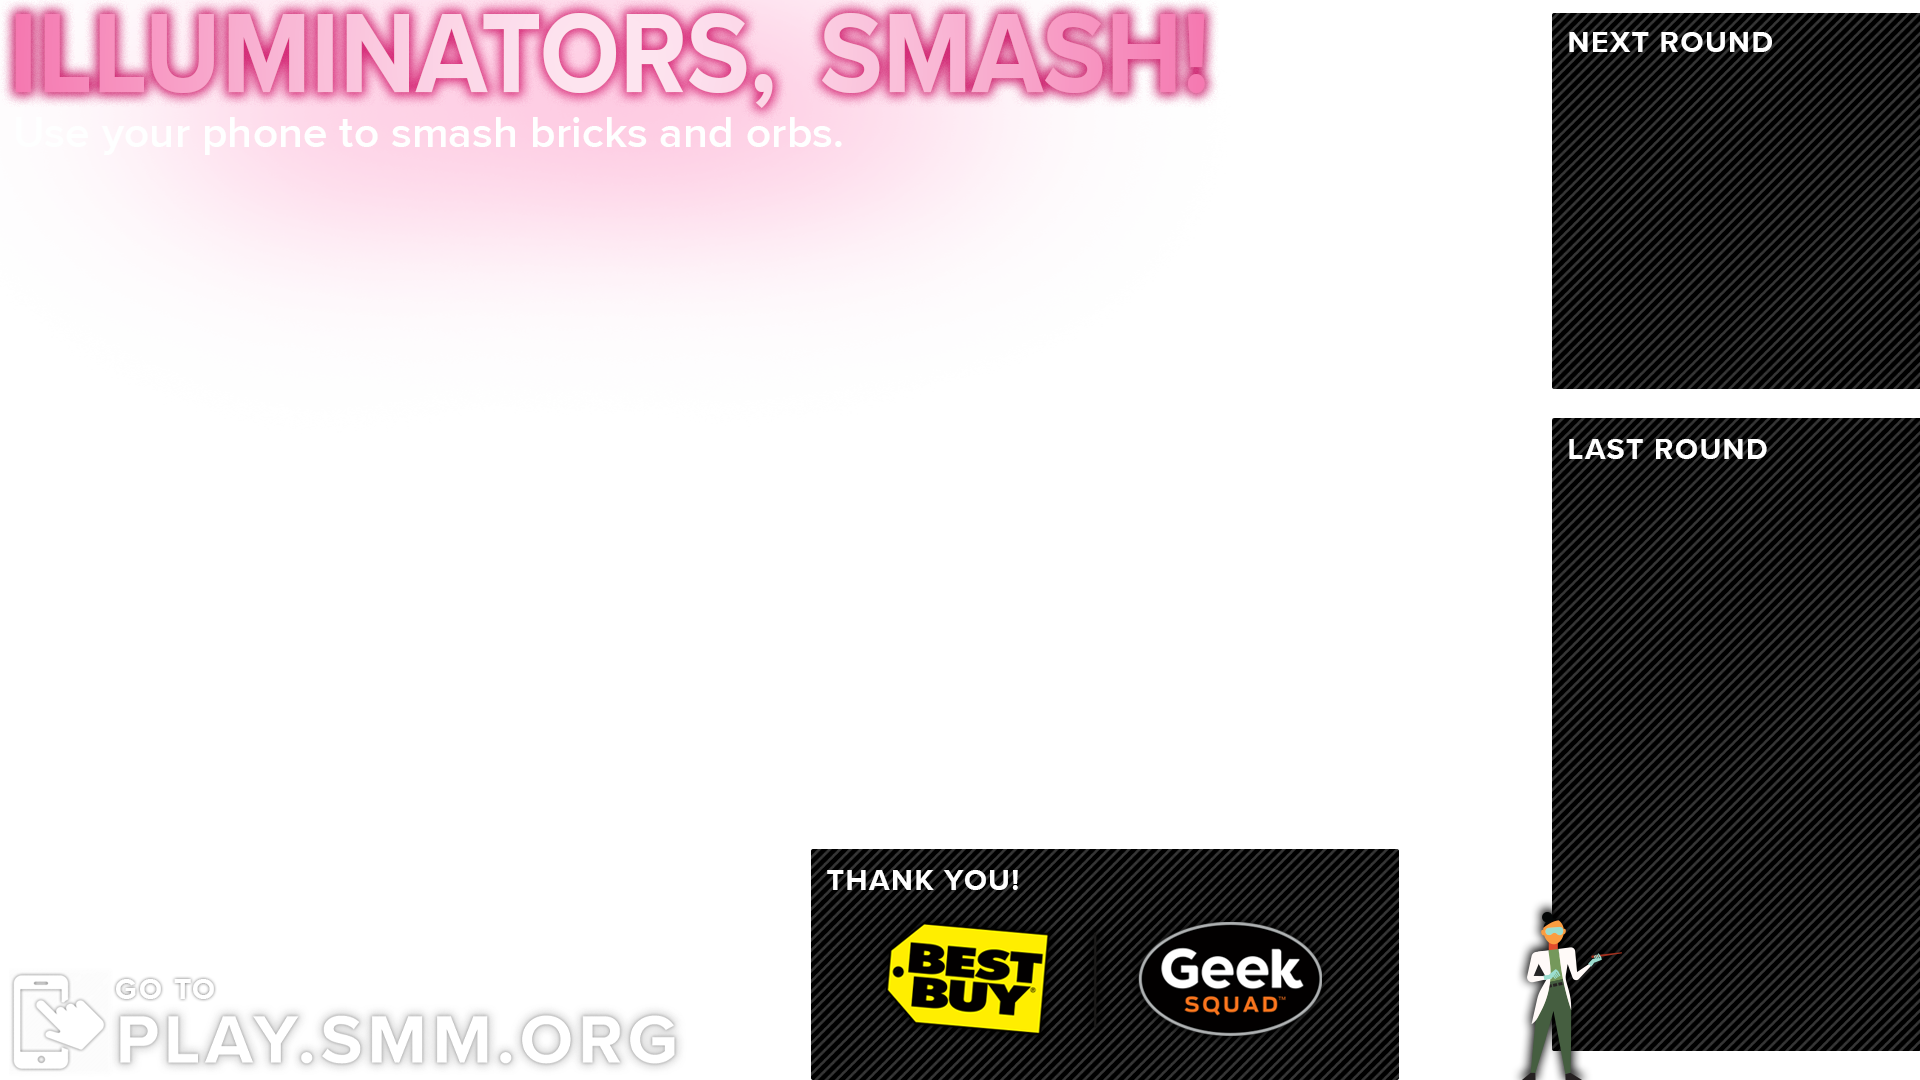 ILLUMINATORS, SMASH!
Use your phone to smash bricks and orbs.
NEXT ROUND
LAST ROUND
THANK YOU!
BEST
BUY
Geek
SQUAD™
GO TO
PLAY.SMM.ORG